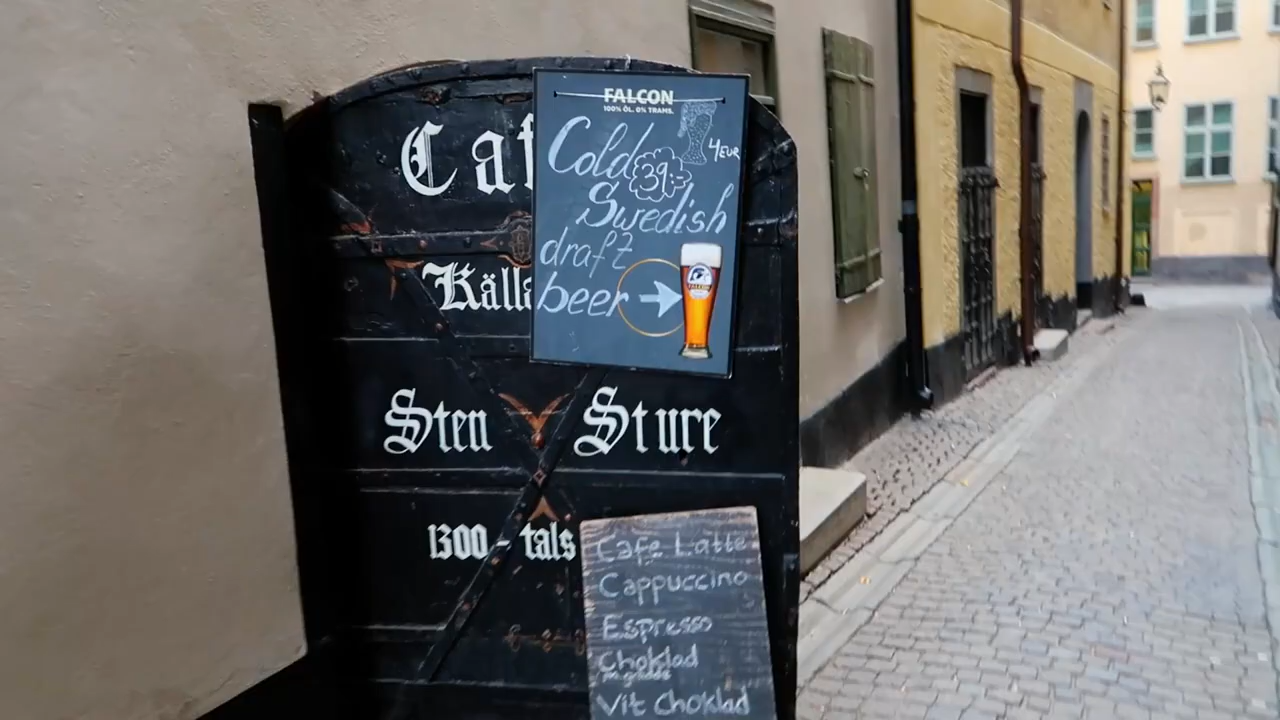 Caf
FALCON
100% ÖL. 0% TRAMS.
4EUR
Cold
39:-
Swedish
draft
beer
FALCON
Källa
Sten Sture
1300 - tals
Cafe Latte
Cappuccino
Espresso
Choklad
Vit Choklad